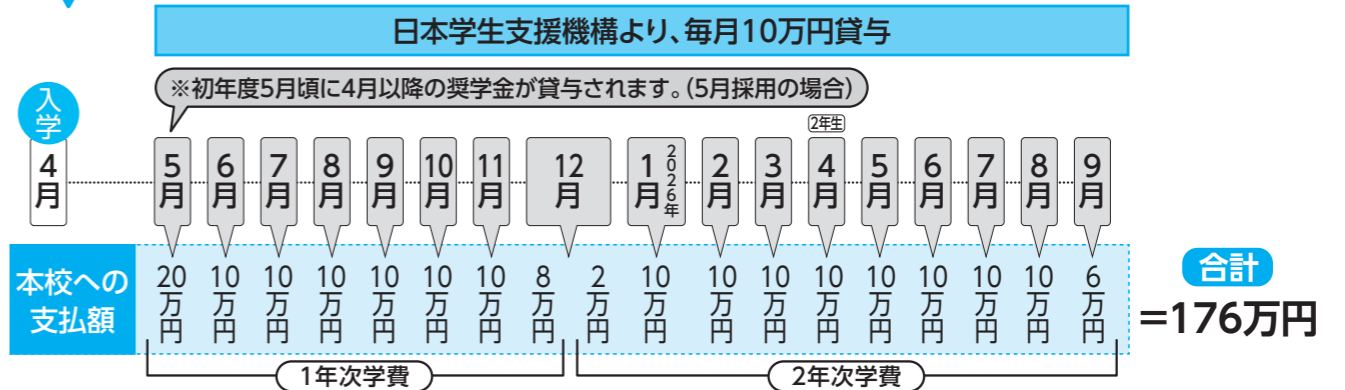 日本学生支援機構より、毎月10万円貸与
※初年度5月頃に4月以降の奨学金が貸与されます。(5月採用の場合)
入学
2年生
4月 5月 6月 7月 8月 9月 10月 11月 12月 1月 2026年 2月 3月 4月 5月 6月 7月 8月 9月
本校への
支払額
20万円 10万円 10万円 10万円 10万円 10万円 10万円 8万円 2万円 10万円 10万円 10万円 10万円 10万円 10万円 10万円 10万円 6万円
合計
=176万円
1年次学費 2年次学費